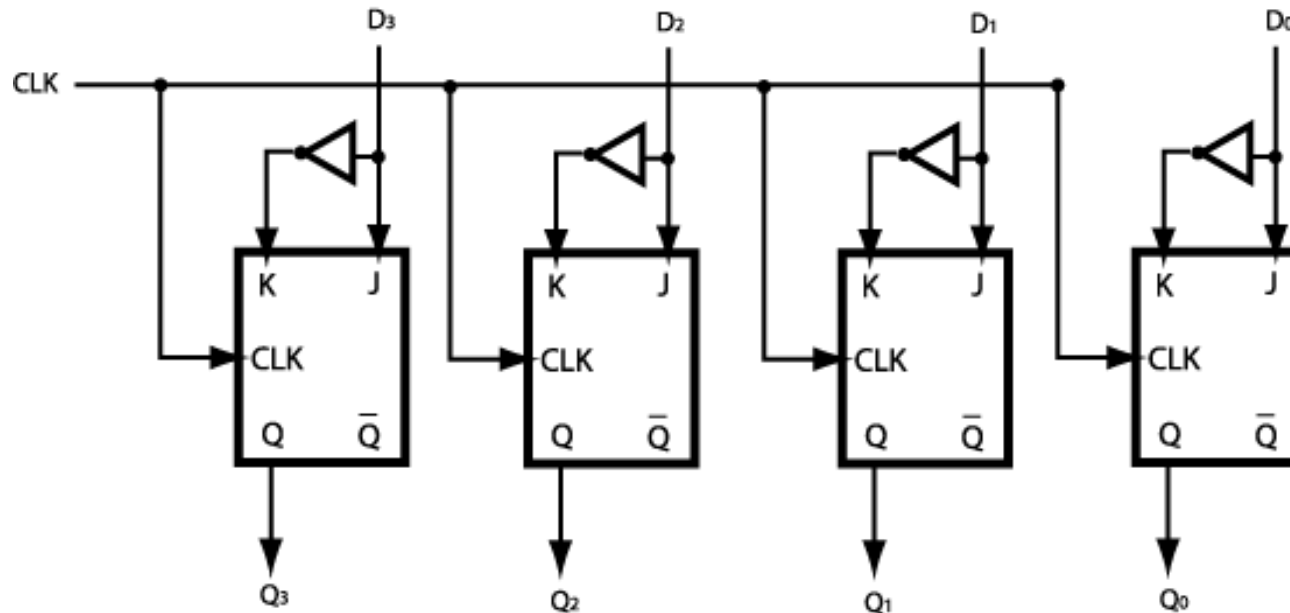 D₃ D₂ D₁ D₀
CLK
K J K J K J K J
CLK CLK CLK CLK
Q Q̅ Q Q̅ Q Q̅ Q Q̅
Q₃ Q₂ Q₁ Q₀